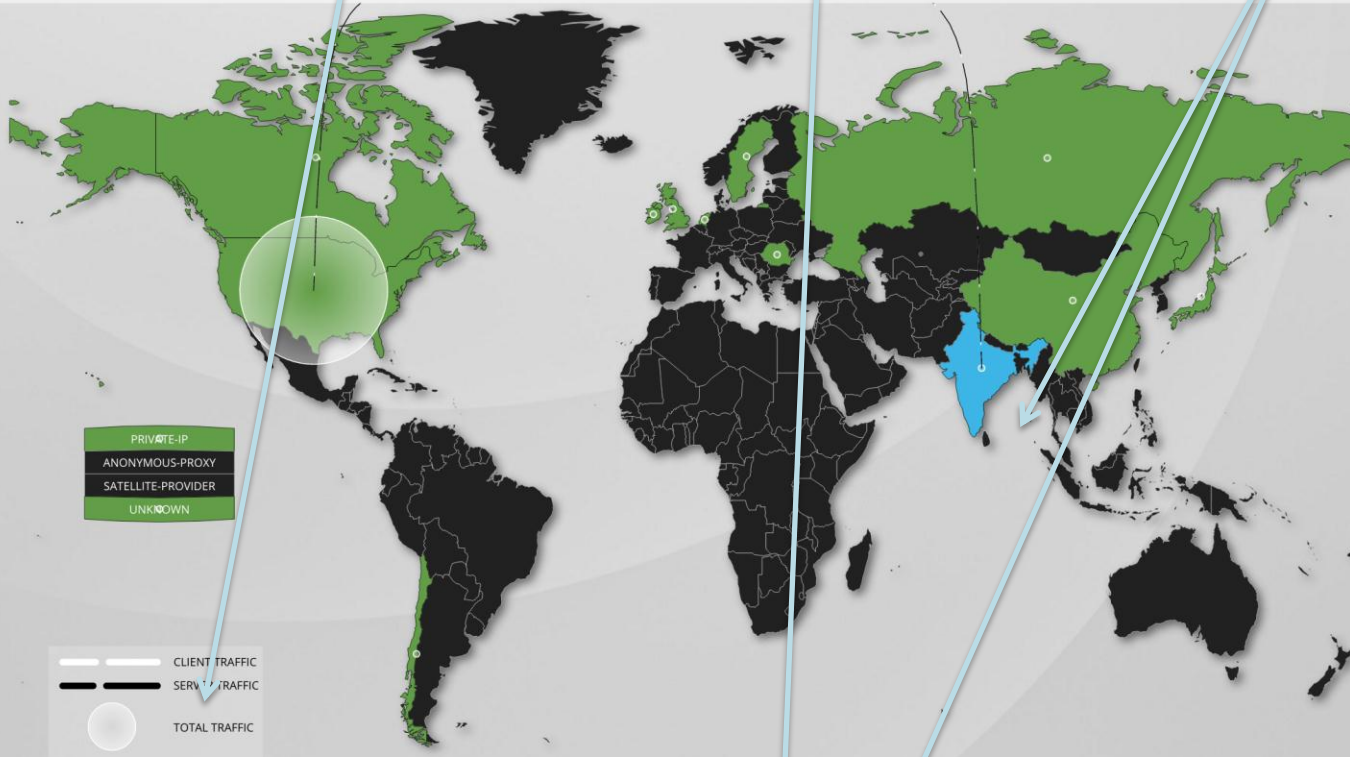 PRIVATE-IP
ANONYMOUS-PROXY
SATELLITE-PROVIDER
UNKNOWN
CLIENT TRAFFIC
SERVER TRAFFIC
TOTAL TRAFFIC